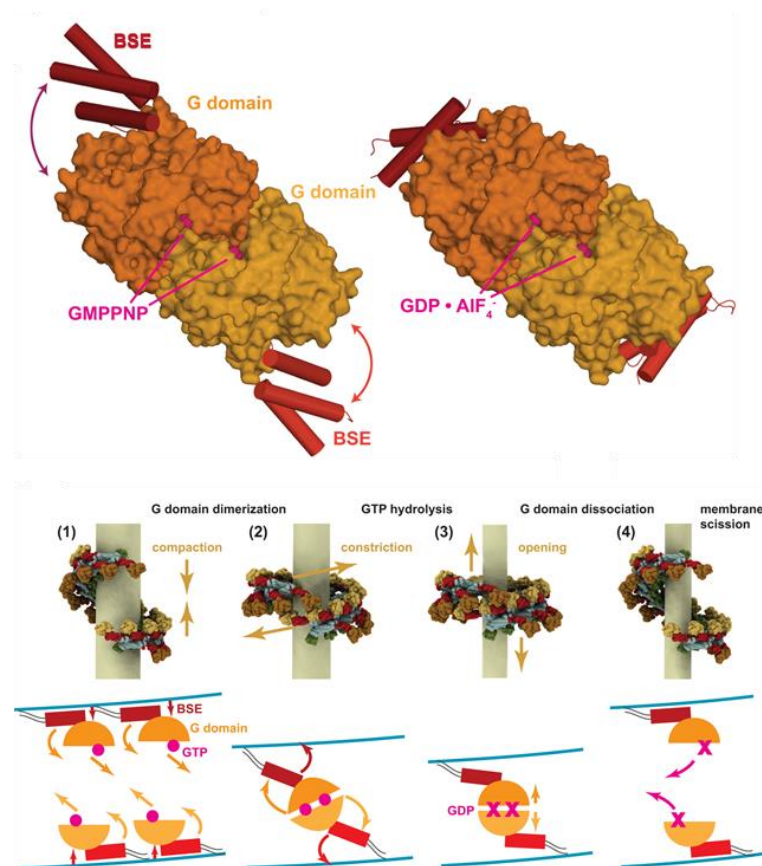 BSE
G domain
G domain
GMPPNP
GDP • AlF4-
BSE
G domain dimerization GTP hydrolysis G domain dissociation membrane
scission
(1) (2) (3) (4)
compaction constriction opening
BSE
G domain
GTP
GDP